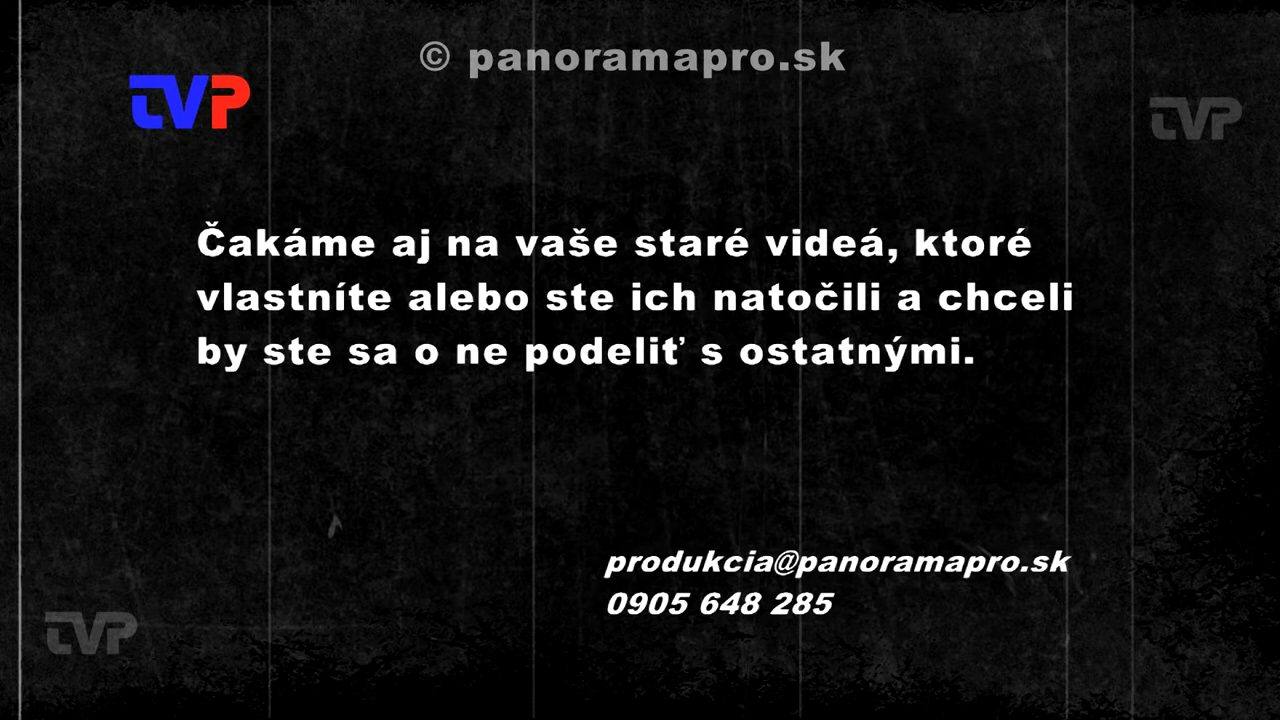 © panoramapro.sk
TVP
TVP
Čakáme aj na vaše staré videá, ktoré
vlastníte alebo ste ich natočili a chceli
by ste sa o ne podeliť s ostatnými.
produkcia@panoramapro.sk
0905 648 285
TVP